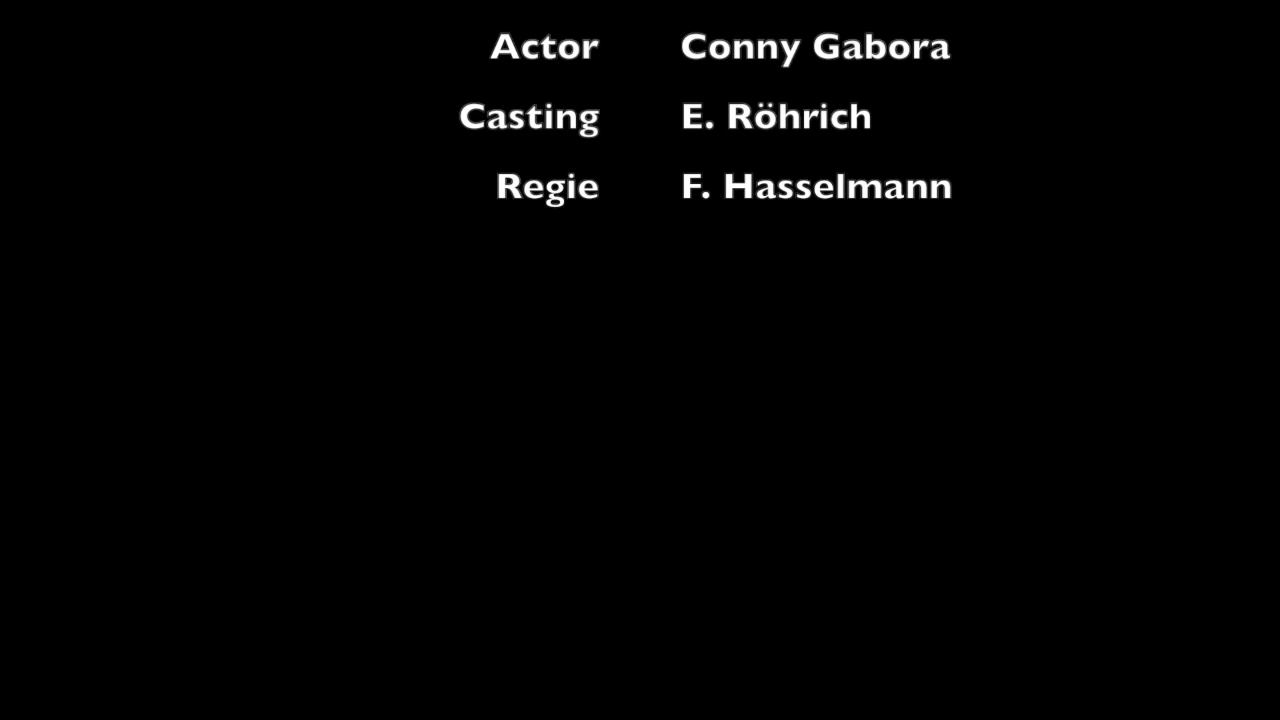 Actor Conny Gabora
Casting E. Röhrich
Regie F. Hasselmann